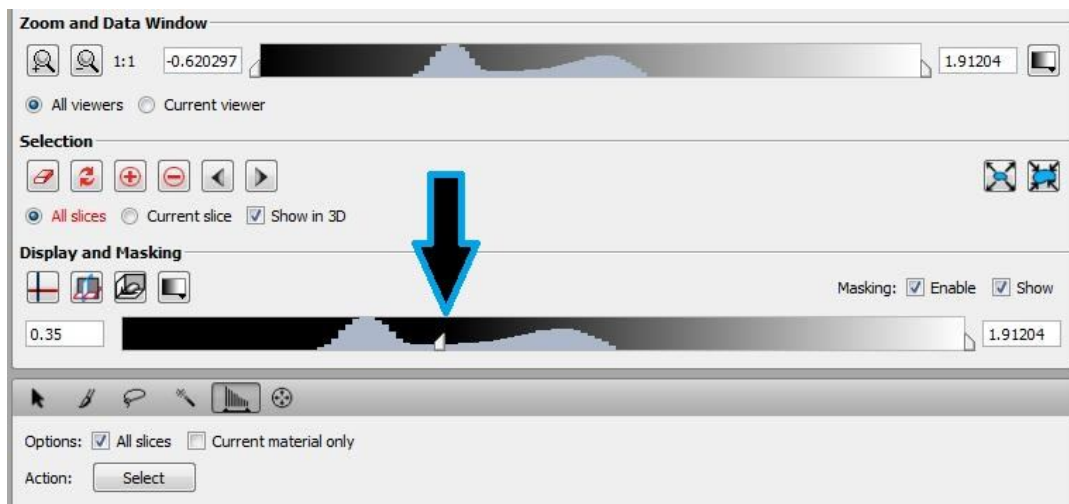 Zoom and Data Window
1:1 -0.620297 1.91204
All viewers Current viewer
Selection
All slices Current slice Show in 3D
Display and Masking
Masking: Enable Show
0.35 1.91204
Options: All slices Current material only
Action: Select